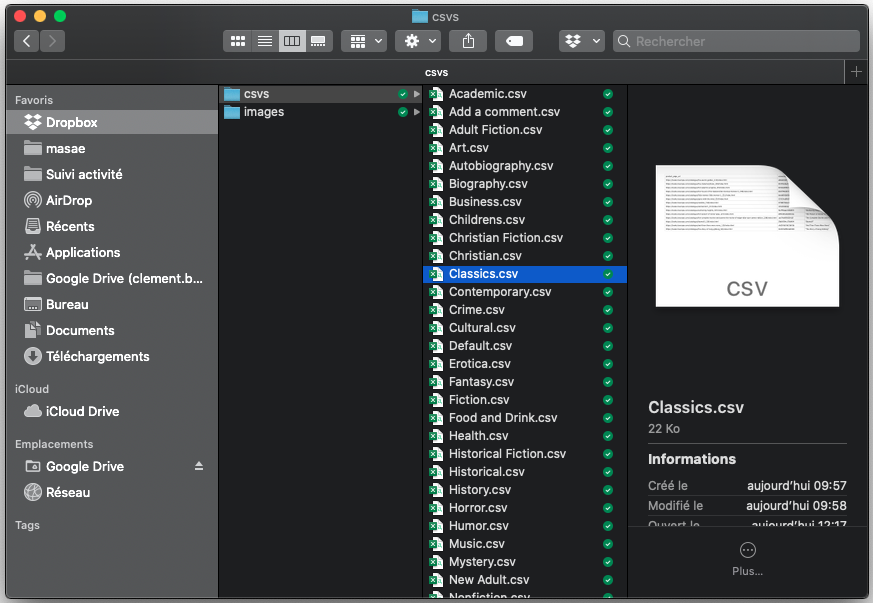 csvs
Rechercher
csvs
Favoris
Dropbox
masae
Suivi activité
AirDrop
Récents
Applications
Google Drive (clement.b...
Bureau
Documents
Téléchargements
iCloud
iCloud Drive
Emplacements
Google Drive
Réseau
Tags
csvs
images
Academic.csv
Add a comment.csv
Adult Fiction.csv
Art.csv
Autobiography.csv
Biography.csv
Business.csv
Childrens.csv
Christian Fiction.csv
Christian.csv
Classics.csv
Contemporary.csv
Crime.csv
Cultural.csv
Default.csv
Erotica.csv
Fantasy.csv
Fiction.csv
Food and Drink.csv
Health.csv
Historical Fiction.csv
Historical.csv
History.csv
Horror.csv
Humor.csv
Music.csv
Mystery.csv
New Adult.csv
Nonfiction.csv
CSV
Classics.csv
22 Ko
Informations
Créé le aujourd’hui 09:57
Modifié le aujourd’hui 09:58
Ouvert le aujourd’hui 12:17
Plus...